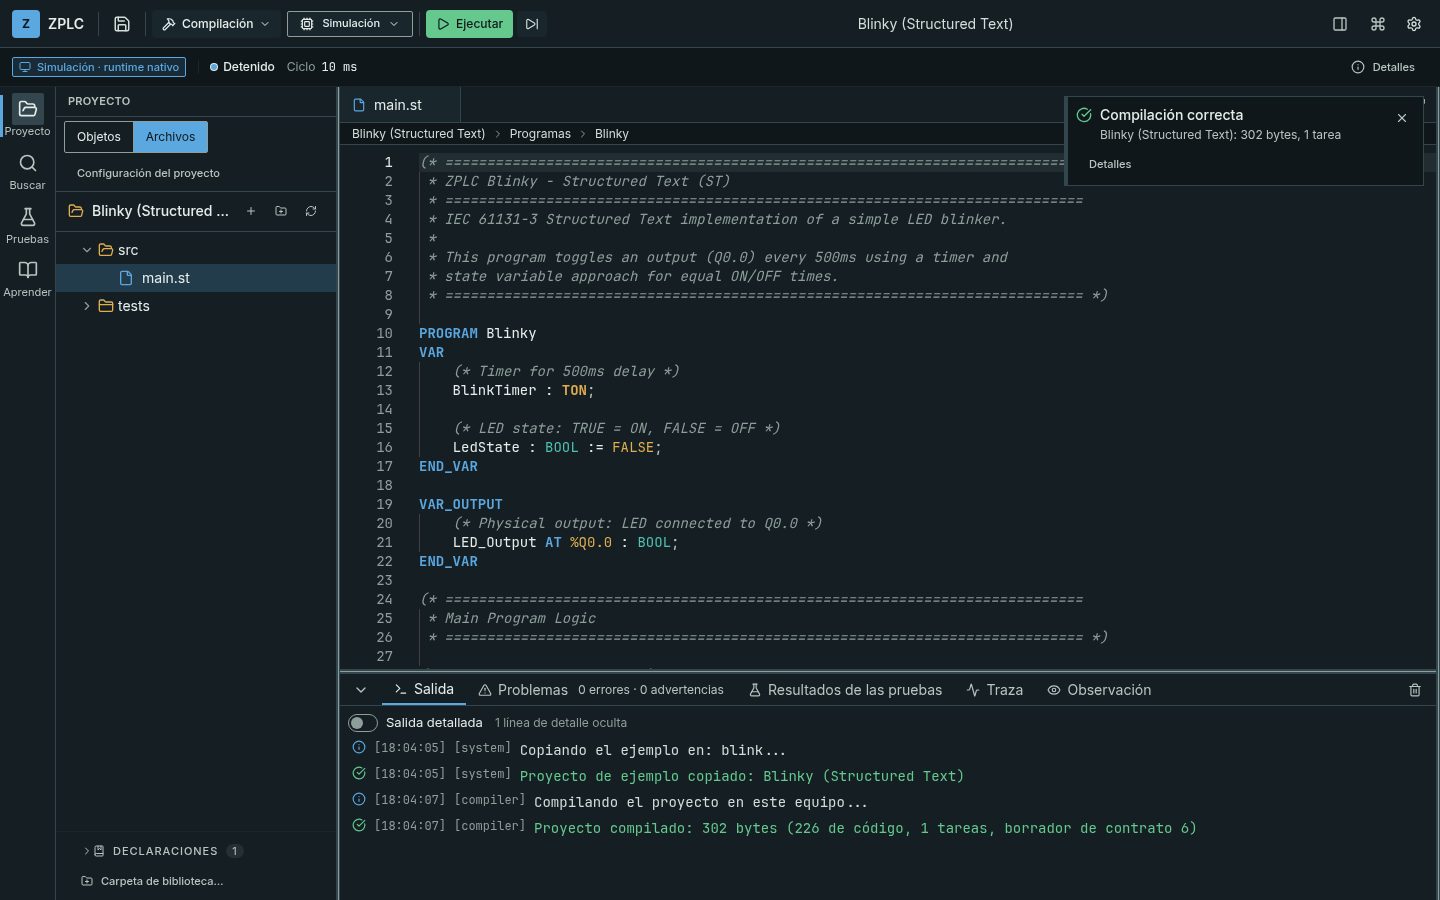 Z ZPLC Compilación Simulación Ejecutar Blinky (Structured Text)
Simulación · runtime nativo Detenido Ciclo 10 ms Detalles
Proyecto
Buscar
Pruebas
Aprender
PROYECTO
Objetos Archivos
Configuración del proyecto
Blinky (Structured ...
src
main.st
tests
DECLARACIONES 1
Carpeta de biblioteca...
main.st
Blinky (Structured Text) > Programas > Blinky
Compilación correcta
Blinky (Structured Text): 302 bytes, 1 tarea
Detalles
1 (* ==========================================================================
2 * ZPLC Blinky - Structured Text (ST)
3 * ============================================================================
4 * IEC 61131-3 Structured Text implementation of a simple LED blinker.
5 *
6 * This program toggles an output (Q0.0) every 500ms using a timer and
7 * state variable approach for equal ON/OFF times.
8 * ============================================================================ *)
9
10 PROGRAM Blinky
11 VAR
12 (* Timer for 500ms delay *)
13 BlinkTimer : TON;
14
15 (* LED state: TRUE = ON, FALSE = OFF *)
16 LedState : BOOL := FALSE;
17 END_VAR
18
19 VAR_OUTPUT
20 (* Physical output: LED connected to Q0.0 *)
21 LED_Output AT %Q0.0 : BOOL;
22 END_VAR
23
24 (* ============================================================================
25 * Main Program Logic
26 * ============================================================================ *)
27
Salida Problemas 0 errores · 0 advertencias Resultados de las pruebas Traza Observación
Salida detallada 1 línea de detalle oculta
[18:04:05] [system] Copiando el ejemplo en: blink...
[18:04:05] [system] Proyecto de ejemplo copiado: Blinky (Structured Text)
[18:04:07] [compiler] Compilando el proyecto en este equipo...
[18:04:07] [compiler] Proyecto compilado: 302 bytes (226 de código, 1 tareas, borrador de contrato 6)